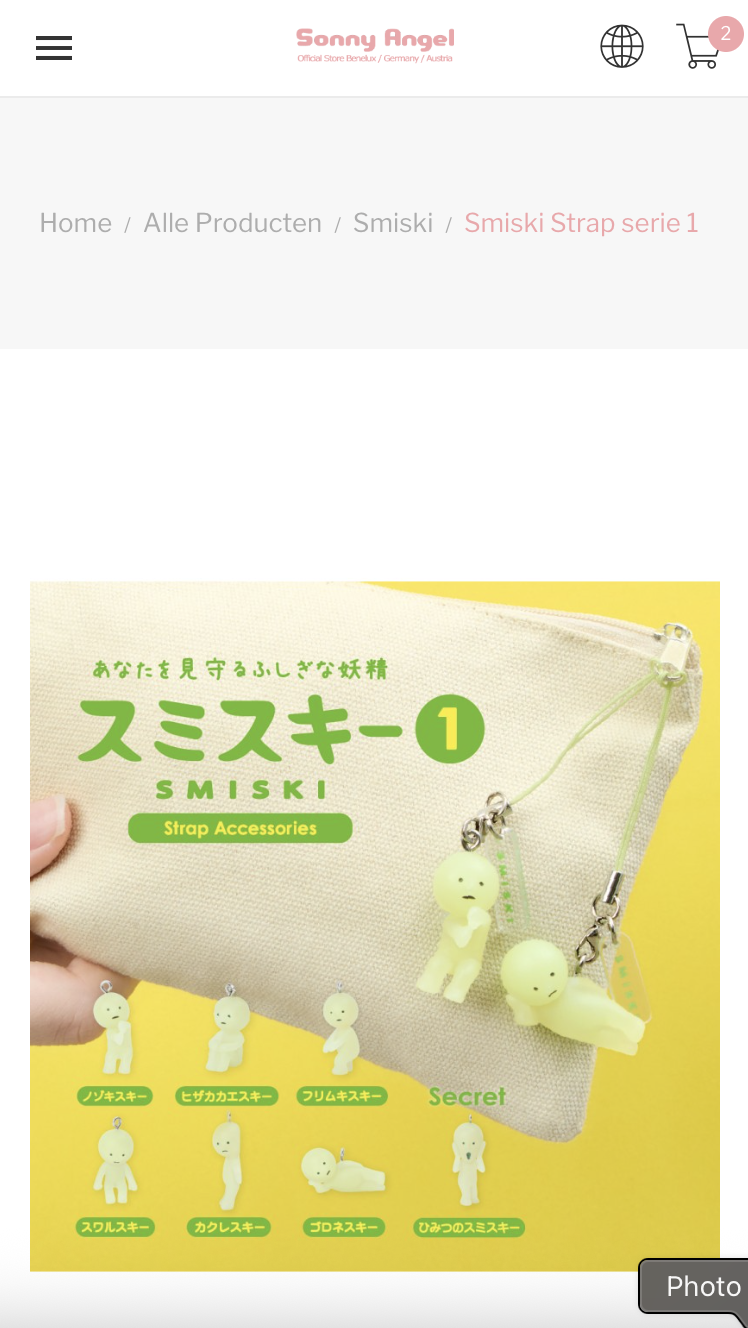 Sonny Angel
Official Store Benelux / Germany / Austria
2
Home / Alle Producten / Smiski / Smiski Strap serie 1
あなたを見守るふしぎな妖精
スミスキー 1
SMISKI
Strap Accessories
SMISKI
SMISKI
ノゾキスキー
ヒザカカエスキー
フリムキスキー
Secret
スワルスキー
カクレスキー
ゴロネスキー
ひみつのスミスキー
Photo